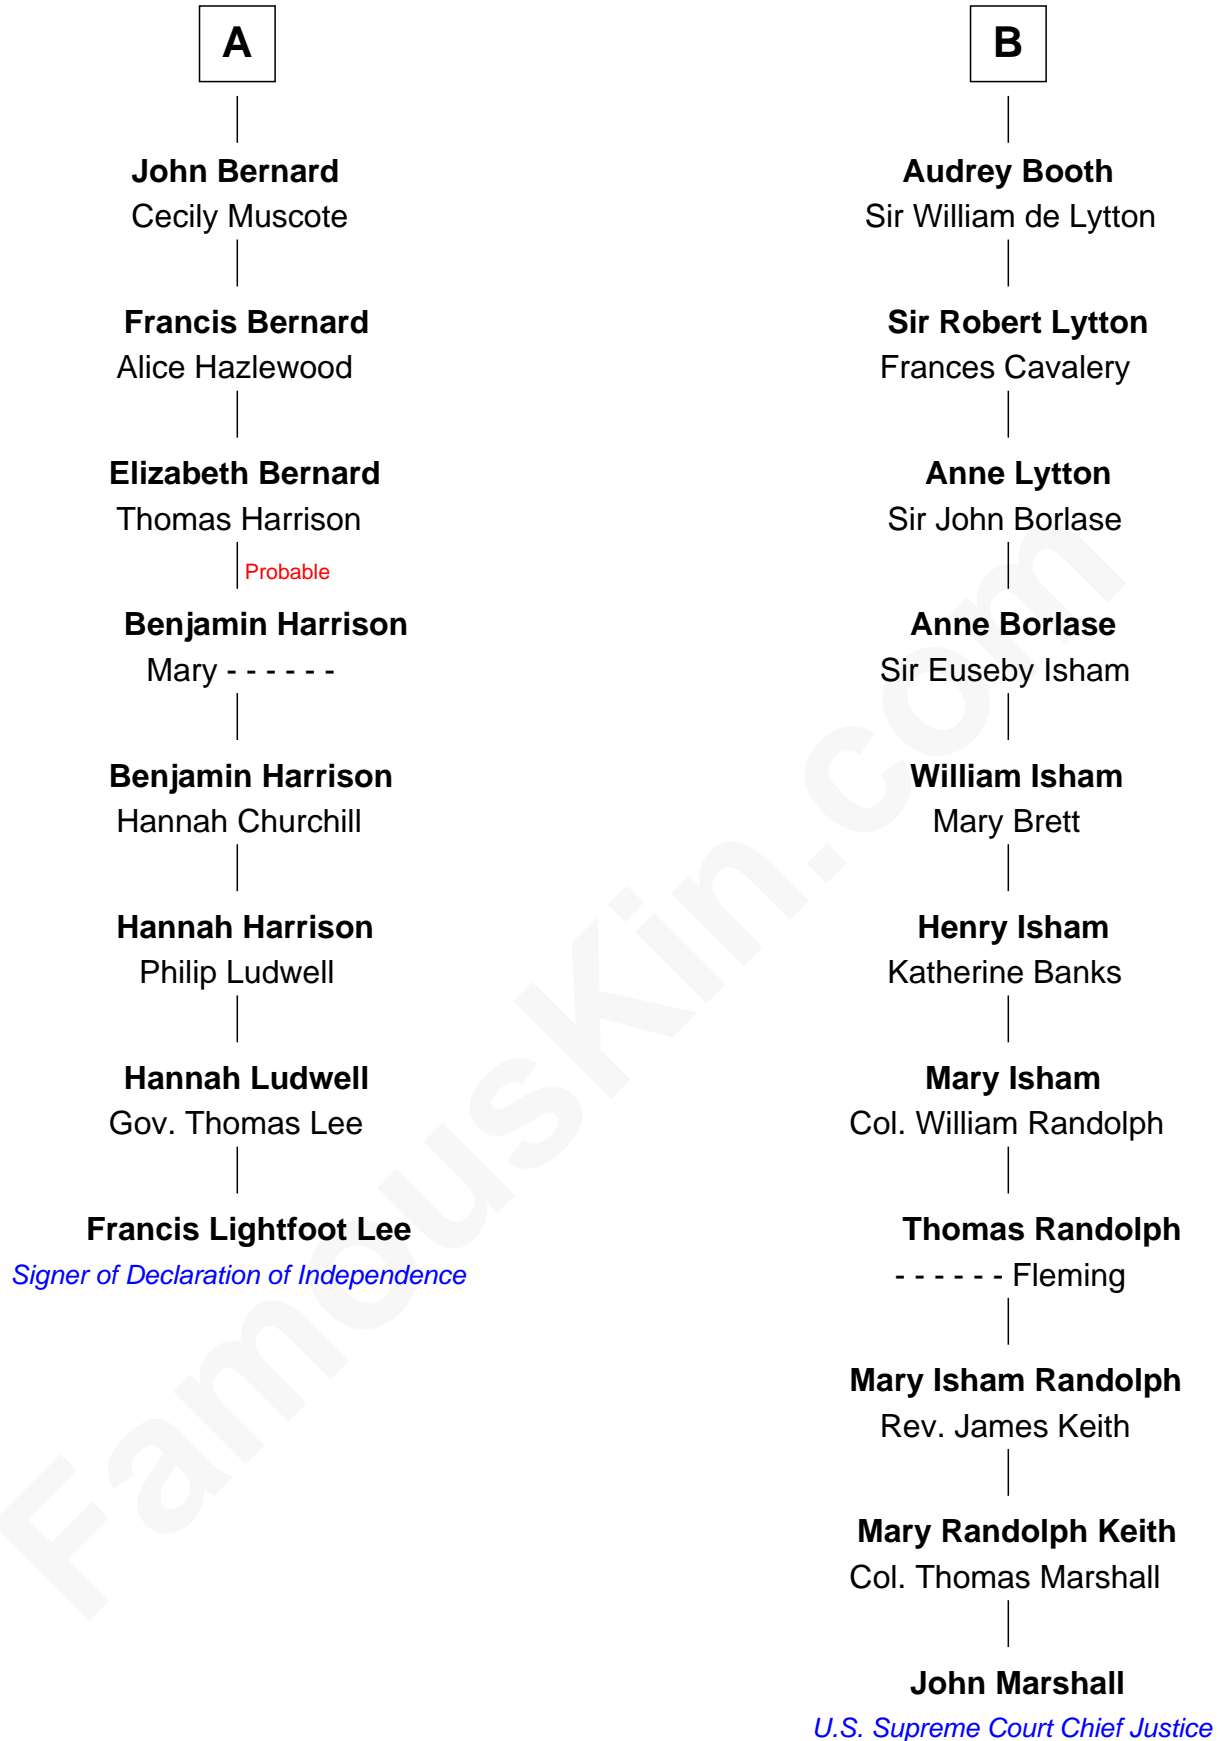 A
John Bernard
Cecily Muscote
Francis Bernard
Alice Hazlewood
Elizabeth Bernard
Thomas Harrison
Probable
Benjamin Harrison
Mary - - - - - -
Benjamin Harrison
Hannah Churchill
Hannah Harrison
Philip Ludwell
Hannah Ludwell
Gov. Thomas Lee
Francis Lightfoot Lee
Signer of Declaration of Independence
B
Audrey Booth
Sir William de Lytton
Sir Robert Lytton
Frances Cavalery
Anne Lytton
Sir John Borlase
Anne Borlase
Sir Euseby Isham
William Isham
Mary Brett
Henry Isham
Katherine Banks
Mary Isham
Col. William Randolph
Thomas Randolph
- - - - - - Fleming
Mary Isham Randolph
Rev. James Keith
Mary Randolph Keith
Col. Thomas Marshall
John Marshall
U.S. Supreme Court Chief Justice
FamousKin.com